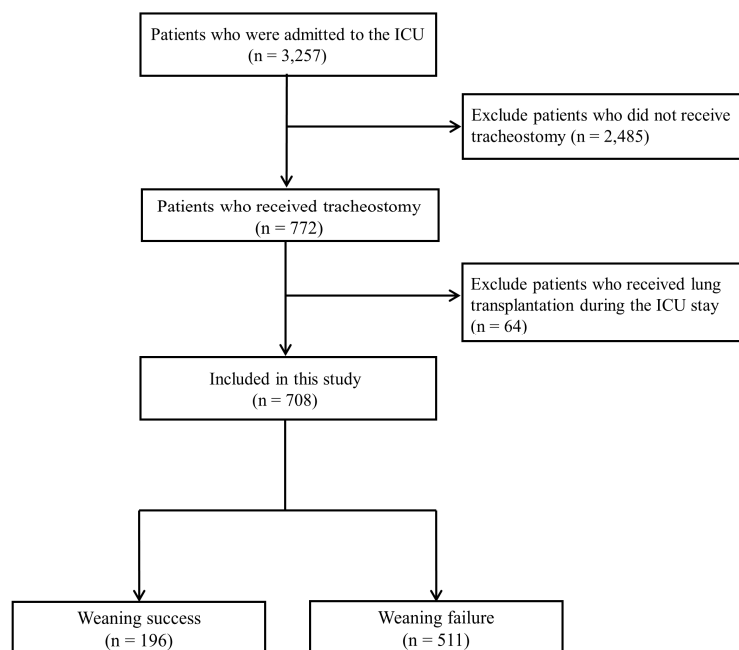 Patients who were admitted to the ICU
(n = 3,257)
Exclude patients who did not receive
tracheostomy (n = 2,485)
Patients who received tracheostomy
(n = 772)
Exclude patients who received lung
transplantation during the ICU stay
(n = 64)
Included in this study
(n = 708)
Weaning success
(n = 196)
Weaning failure
(n = 511)